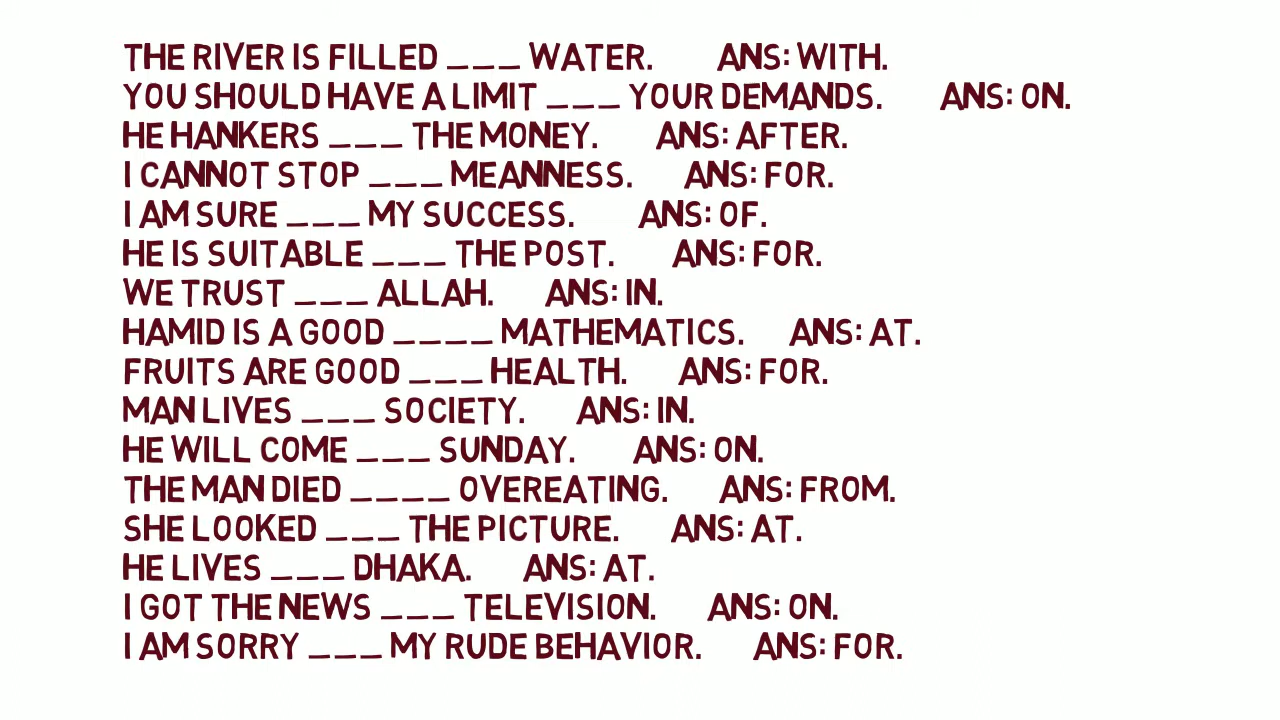 THE RIVER IS FILLED ___ WATER. ANS: WITH.
YOU SHOULD HAVE A LIMIT ___ YOUR DEMANDS. ANS: ON.
HE HANKERS ___ THE MONEY. ANS: AFTER.
I CANNOT STOP ___ MEANNESS. ANS: FOR.
I AM SURE ___ MY SUCCESS. ANS: OF.
HE IS SUITABLE ___ THE POST. ANS: FOR.
WE TRUST ___ ALLAH. ANS: IN.
HAMID IS A GOOD ____ MATHEMATICS. ANS: AT.
FRUITS ARE GOOD ___ HEALTH. ANS: FOR.
MAN LIVES ___ SOCIETY. ANS: IN.
HE WILL COME ___ SUNDAY. ANS: ON.
THE MAN DIED ____ OVEREATING. ANS: FROM.
SHE LOOKED ___ THE PICTURE. ANS: AT.
HE LIVES ___ DHAKA. ANS: AT.
I GOT THE NEWS ___ TELEVISION. ANS: ON.
I AM SORRY ___ MY RUDE BEHAVIOR. ANS: FOR.